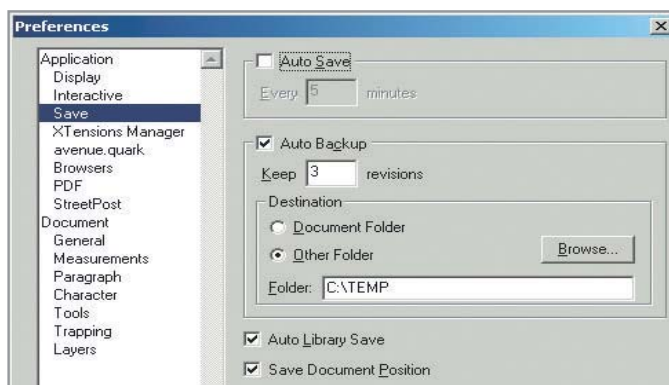 Preferences
Application
Display
Interactive
Save
XTensions Manager
avenue.quark
Browsers
PDF
StreetPost
Document
General
Measurements
Paragraph
Character
Tools
Trapping
Layers
Auto Save
Every 5 minutes
Auto Backup
Keep 3 revisions
Destination
Document Folder
Other Folder
Browse...
Folder: C:\TEMP
Auto Library Save
Save Document Position